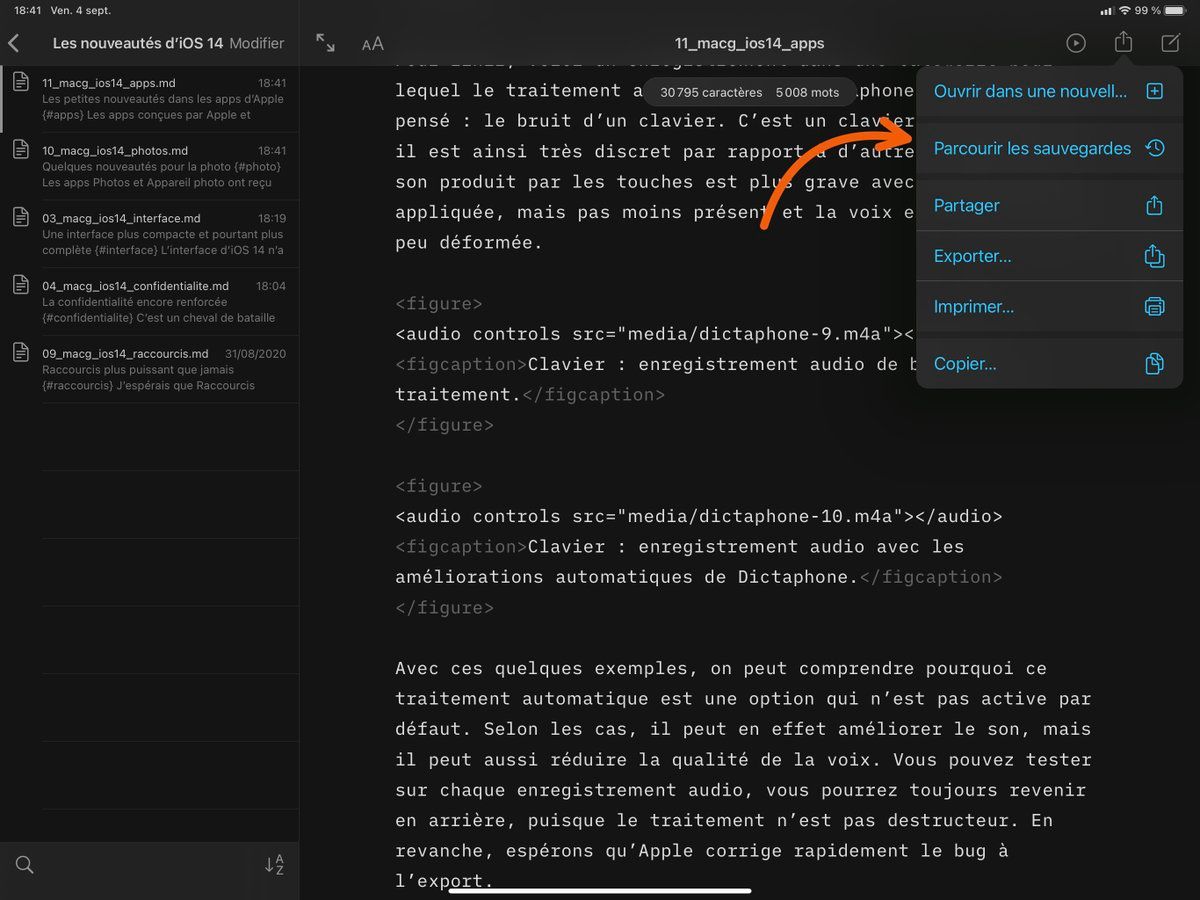 18:41 Ven. 4 sept.
99 %
Les nouveautés d’iOS 14 Modifier
11_macg_ios14_apps.md 18:41
Les petites nouveautés dans les apps d’Apple
{#apps} Les apps conçues par Apple et
10_macg_ios14_photos.md 18:41
Quelques nouveautés pour la photo {#photo}
Les apps Photos et Appareil photo ont reçu
03_macg_ios14_interface.md 18:19
Une interface plus compacte et pourtant plus
complète {#interface} L’interface d’iOS 14 n’a
04_macg_ios14_confidentialite.md 18:04
La confidentialité encore renforcée
{#confidentialite} C’est un cheval de bataille
09_macg_ios14_raccourcis.md 31/08/2020
Raccourcis plus puissant que jamais
{#raccourcis} J’espérais que Raccourcis
AZ
AA
11_macg_ios14_apps
30 795 caractères 5 008 mots
lequel le traitement a phone
pensé : le bruit d’un clavier. C’est un clavier
il est ainsi très discret par rapport à d’autre
son produit par les touches est plus grave avec
appliquée, mais pas moins présent et la voix e
peu déformée.
<figure>
<audio controls src="media/dictaphone-9.m4a"><
<figcaption>Clavier : enregistrement audio de b
traitement.</figcaption>
</figure>
<figure>
<audio controls src="media/dictaphone-10.m4a"></audio>
<figcaption>Clavier : enregistrement audio avec les
améliorations automatiques de Dictaphone.</figcaption>
</figure>
Avec ces quelques exemples, on peut comprendre pourquoi ce
traitement automatique est une option qui n’est pas active par
défaut. Selon les cas, il peut en effet améliorer le son, mais
il peut aussi réduire la qualité de la voix. Vous pouvez tester
sur chaque enregistrement audio, vous pourrez toujours revenir
en arrière, puisque le traitement n’est pas destructeur. En
revanche, espérons qu’Apple corrige rapidement le bug à
l’export.
Ouvrir dans une nouvell...
Parcourir les sauvegardes
Partager
Exporter...
Imprimer...
Copier...